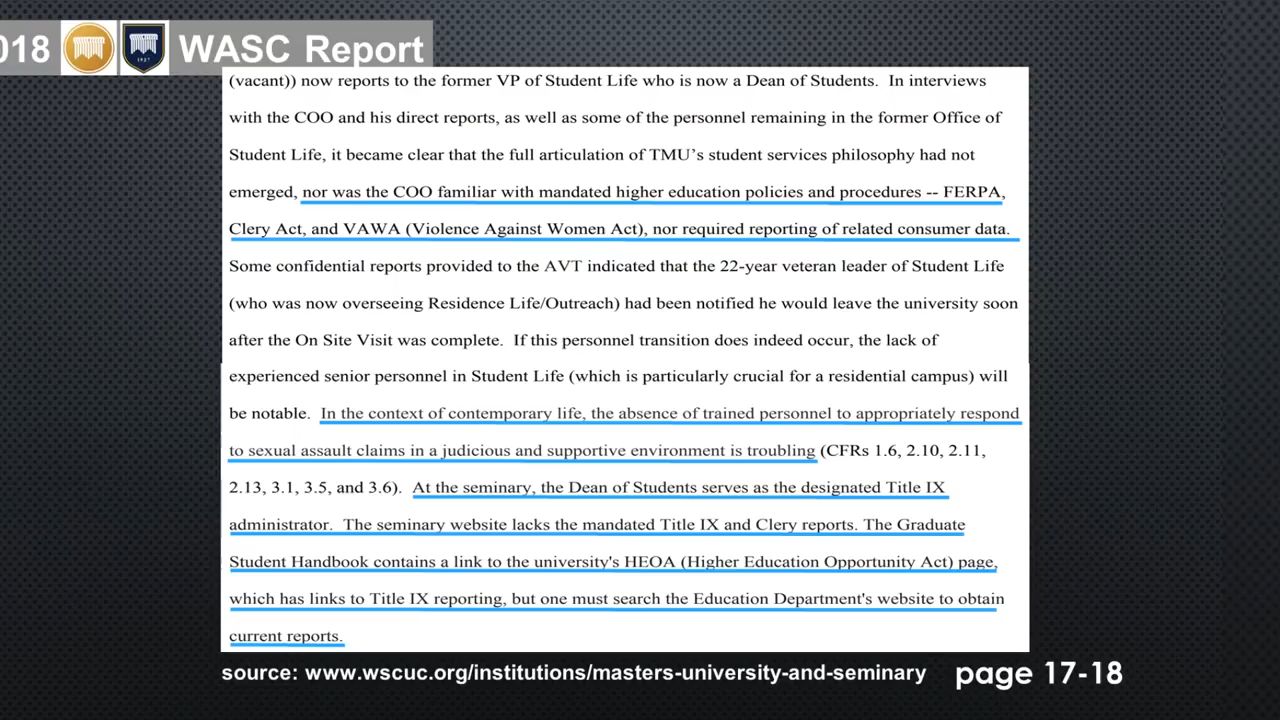 018 WASC Report
1927
(vacant)) now reports to the former VP of Student Life who is now a Dean of Students. In interviews
with the COO and his direct reports, as well as some of the personnel remaining in the former Office of
Student Life, it became clear that the full articulation of TMU's student services philosophy had not
emerged, nor was the COO familiar with mandated higher education policies and procedures -- FERPA,
Clery Act, and VAWA (Violence Against Women Act), nor required reporting of related consumer data.
Some confidential reports provided to the AVT indicated that the 22-year veteran leader of Student Life
(who was now overseeing Residence Life/Outreach) had been notified he would leave the university soon
after the On Site Visit was complete. If this personnel transition does indeed occur, the lack of
experienced senior personnel in Student Life (which is particularly crucial for a residential campus) will
be notable. In the context of contemporary life, the absence of trained personnel to appropriately respond
to sexual assault claims in a judicious and supportive environment is troubling (CFRs 1.6, 2.10, 2.11,
2.13, 3.1, 3.5, and 3.6). At the seminary, the Dean of Students serves as the designated Title IX
administrator. The seminary website lacks the mandated Title IX and Clery reports. The Graduate
Student Handbook contains a link to the university's HEOA (Higher Education Opportunity Act) page,
which has links to Title IX reporting, but one must search the Education Department's website to obtain
current reports.
source: www.wscuc.org/institutions/masters-university-and-seminary page 17-18